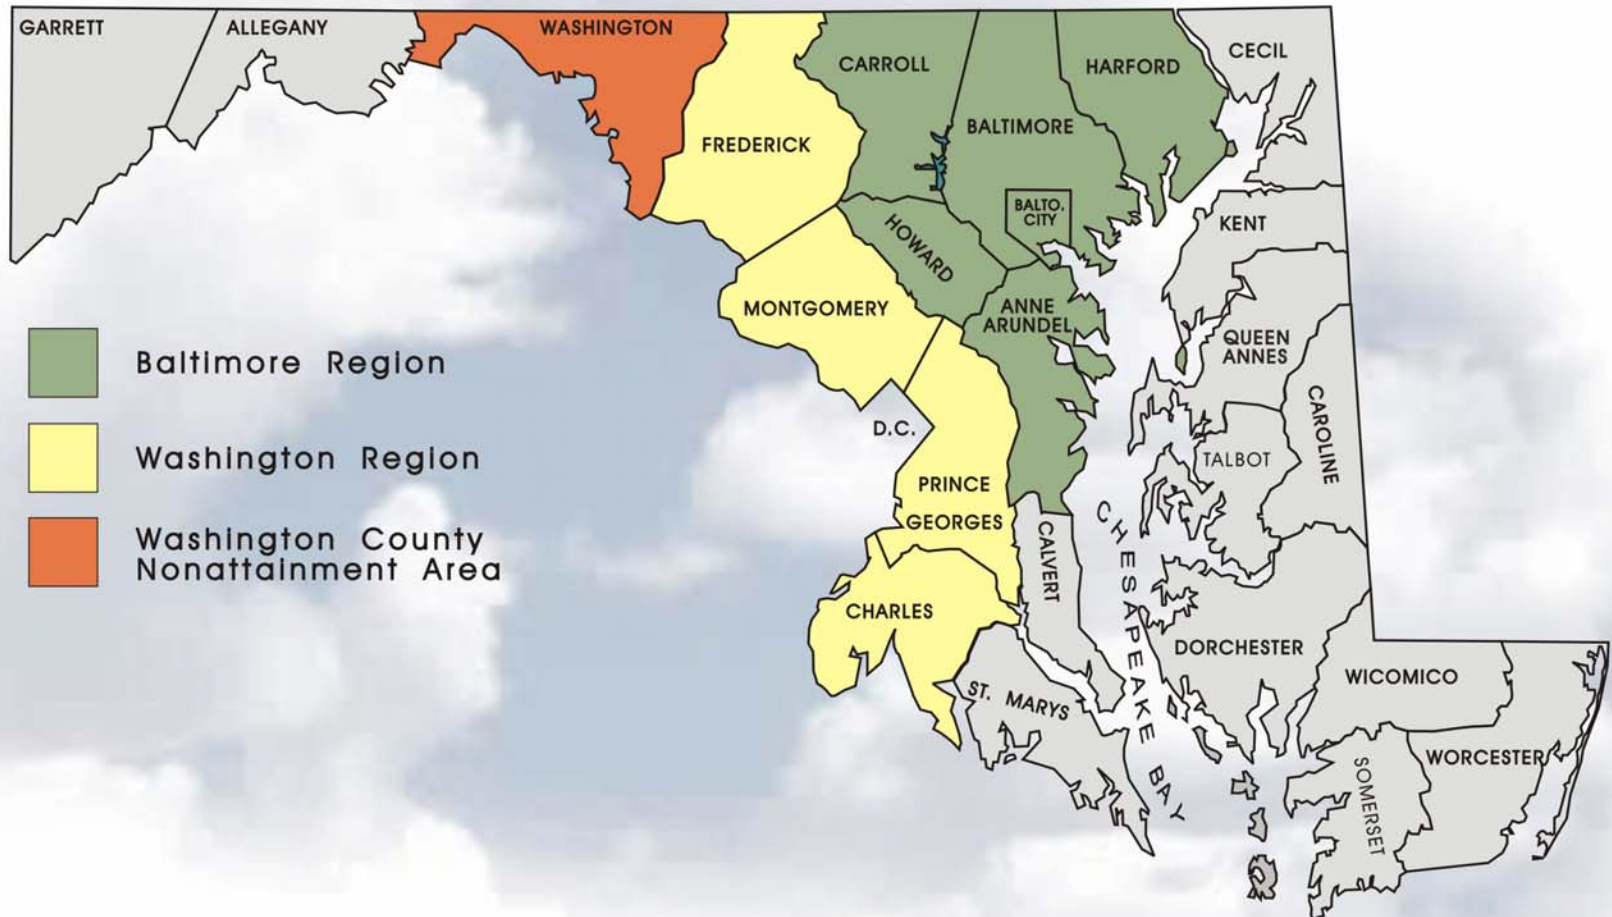 GARRETT
ALLEGANY
WASHINGTON
CARROLL
HARFORD
CECIL
BALTIMORE
FREDERICK
BALTO.
CITY
KENT
HOWARD
MONTGOMERY
ANNE
ARUNDEL
QUEEN
ANNES
CAROLINE
D.C.
TALBOT
PRINCE
GEORGES
CALVERT
CHESAPEAKE BAY
CHARLES
DORCHESTER
WICOMICO
ST. MARYS
WORCESTER
SOMERSET
Baltimore Region
Washington Region
Washington County
Nonattainment Area